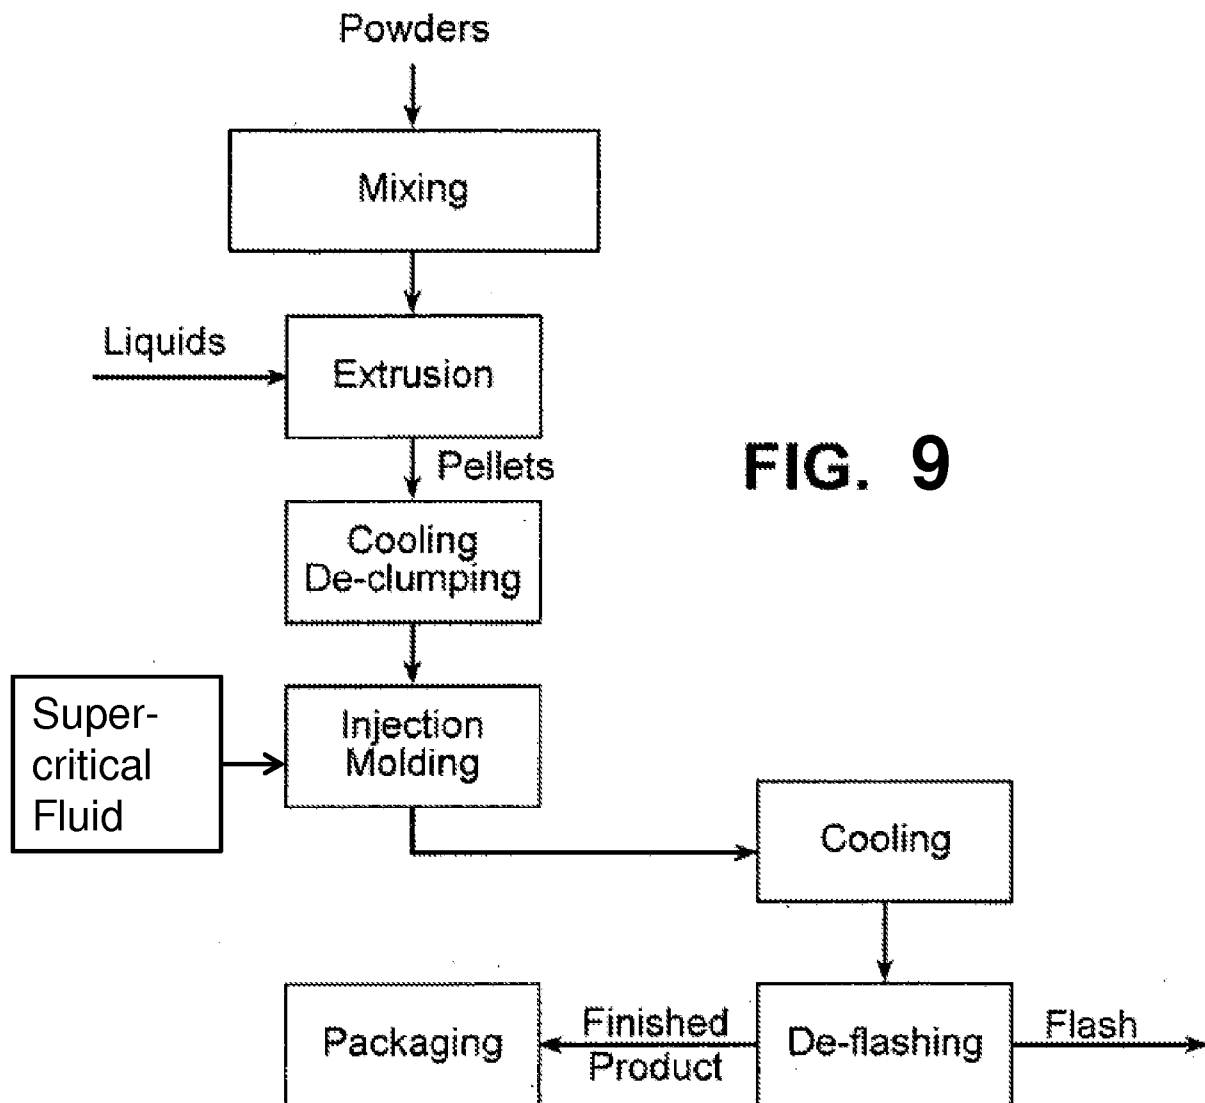 Powders
Mixing
Liquids
Extrusion
Pellets
FIG. 9
Cooling
De-clumping
Super-
critical
Fluid
Injection
Molding
Cooling
Packaging
Finished
Product
De-flashing
Flash